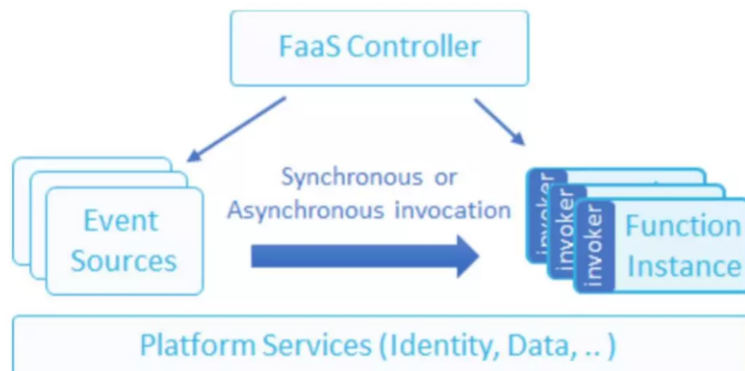 FaaS Controller
Synchronous or
Asynchronous invocation
Event
Sources
invoker
invoker
invoker
Function
Instance
Platform Services (Identity, Data, .. )